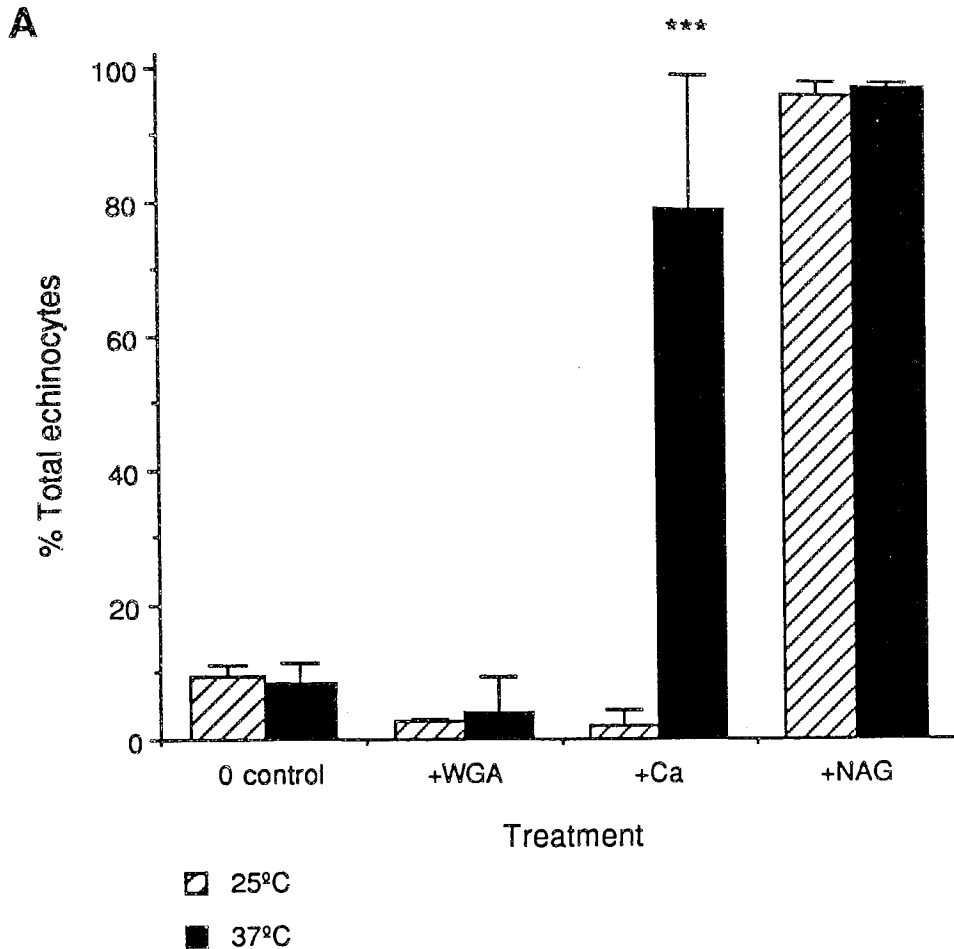 A
***
100
80
60
40
20
0
% Total echinocytes
0 control
+WGA
+Ca
+NAG
Treatment
25ºC
37ºC